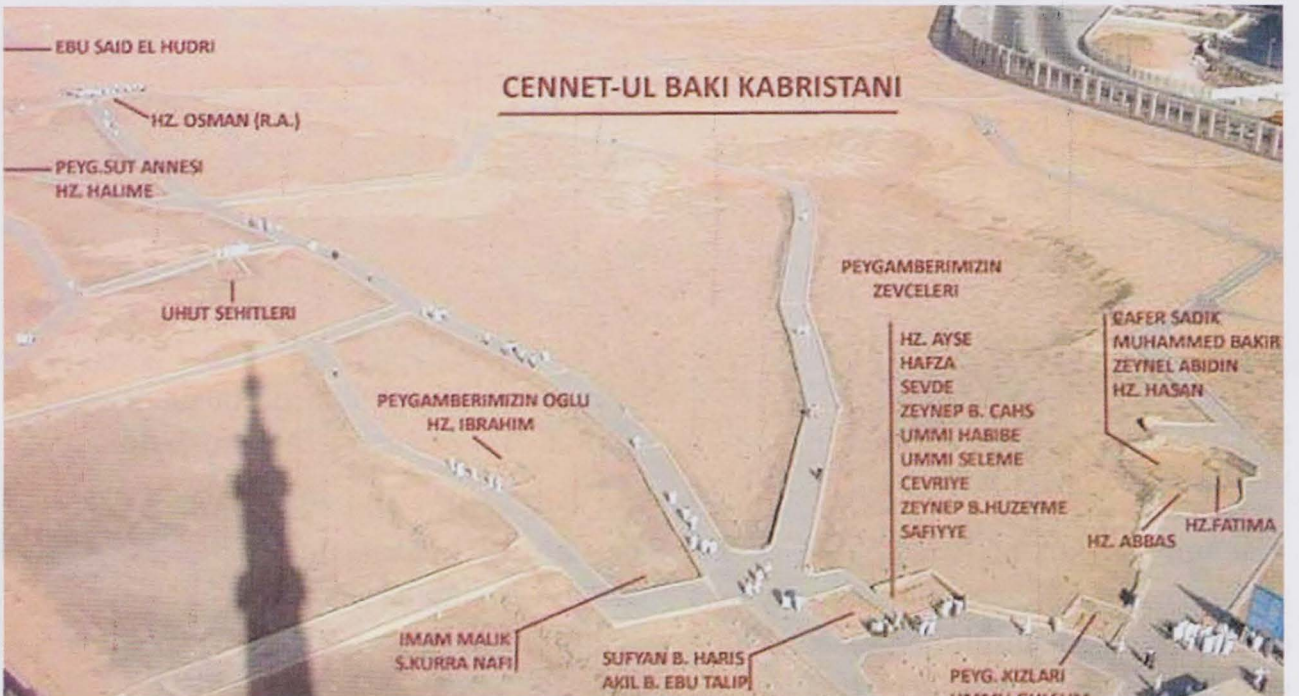 CENNET-UL BAKI KABRISTANI
EBU SAID EL HUDRI
HZ. OSMAN (R.A.)
PEYG.SUT ANNESI
HZ. HALIME
UHUT SEHITLERI
PEYGAMBERIMIZIN OGLU
HZ. IBRAHIM
PEYGAMBERIMIZIN
ZEVCELERI
HZ. AYSE
HAFZA
SEVDE
ZEYNEP B. CAHS
UMMI HABIBE
UMMI SELEME
CEVRIYE
ZEYNEP B.HUZEYME
SAFIYYE
CAFER SADIK
MUHAMMED BAKIR
ZEYNEL ABIDIN
HZ. HASAN
HZ. ABBAS
HZ.FATIMA
IMAM MALIK
S.KURRA NAFI
SUFYAN B. HARIS
AKIL B. EBU TALIP
PEYG. KIZLARI